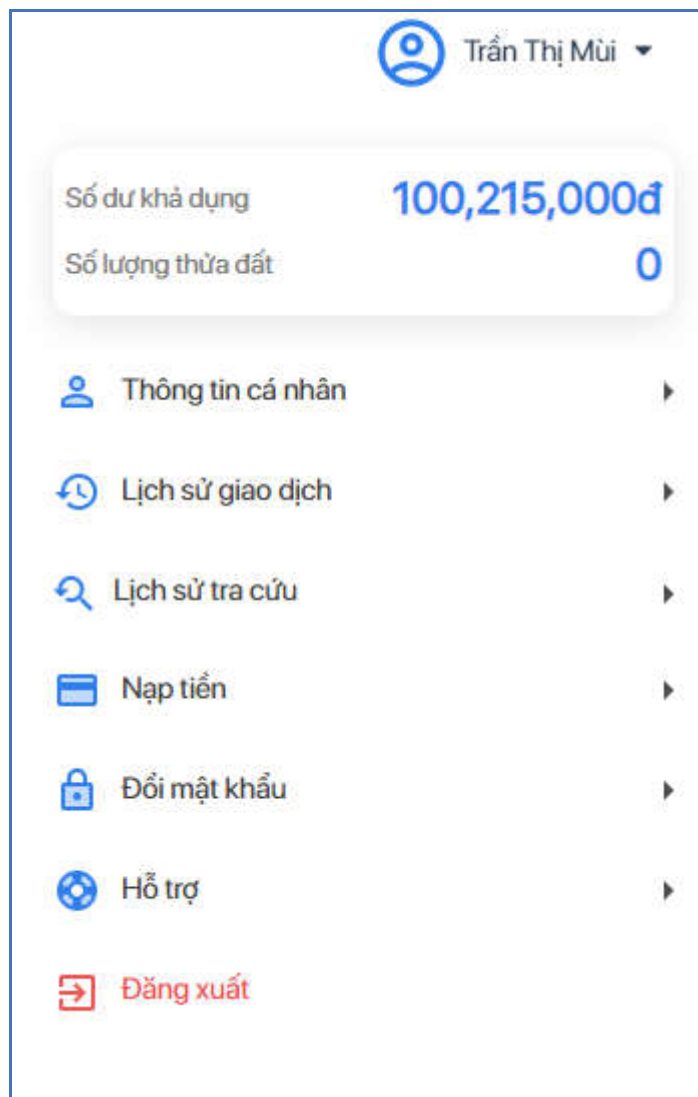 Trần Thị Mùi
Số dư khả dụng 100,215,000đ
Số lượng thửa đất 0
Thông tin cá nhân
Lịch sử giao dịch
Lịch sử tra cứu
Nạp tiền
Đổi mật khẩu
Hỗ trợ
Đăng xuất